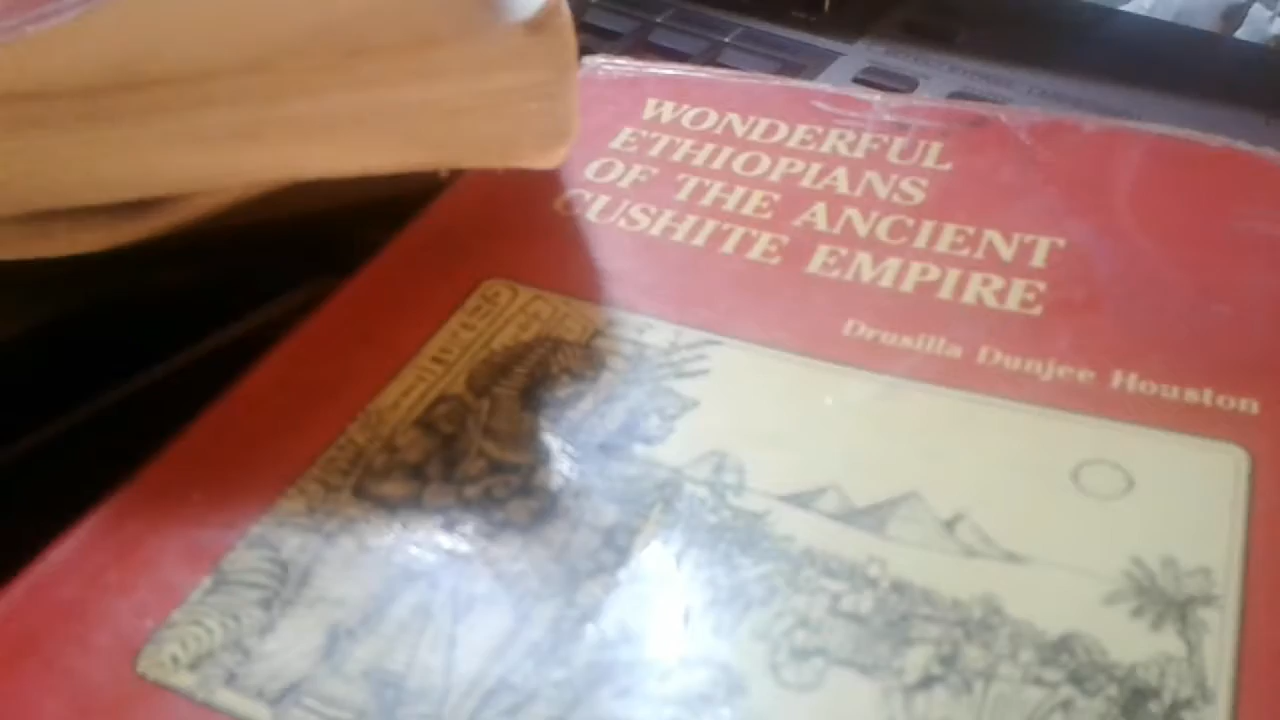 WONDERFUL
ETHIOPIANS
OF THE ANCIENT
CUSHITE EMPIRE
Drusilla Dunjee Houston